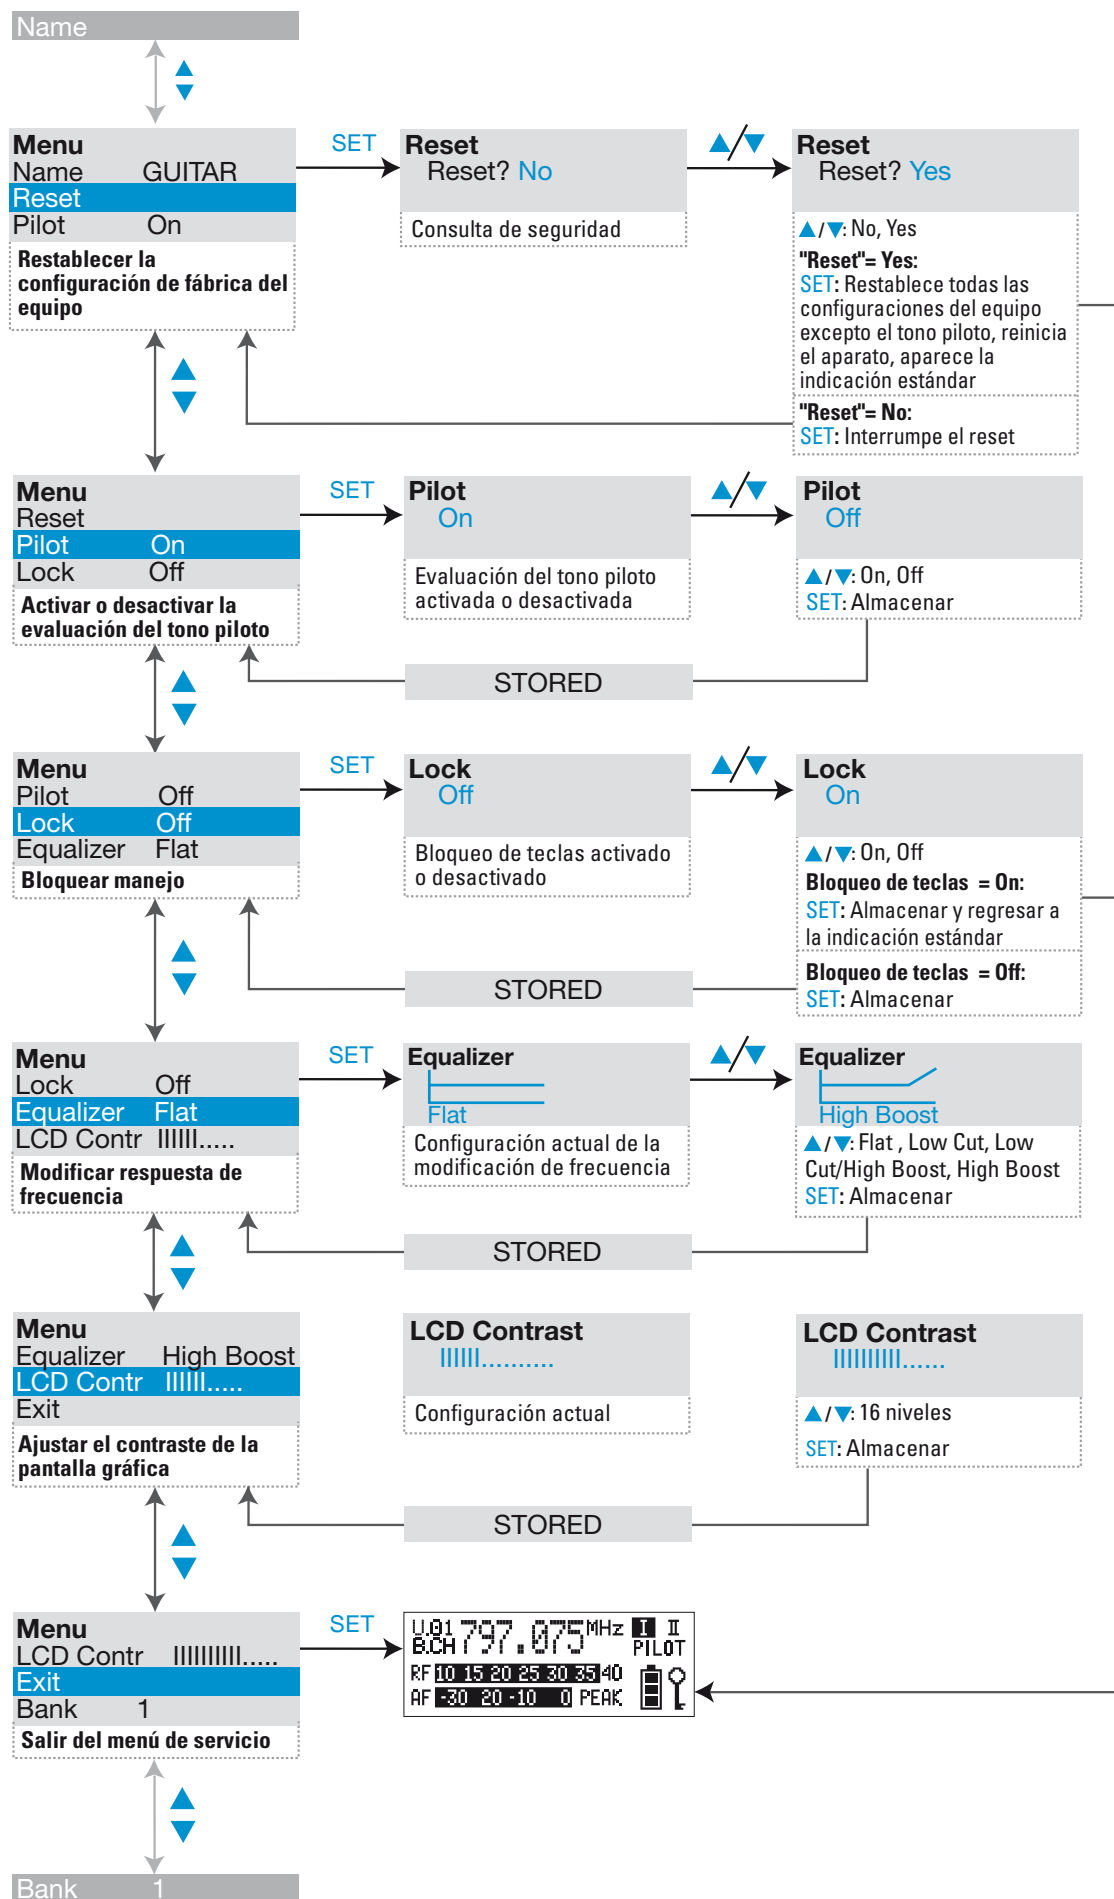 Name
Menu
Name GUITAR
Reset
Pilot On
Restablecer la
configuración de fábrica del
equipo
SET
Reset
Reset? No
Consulta de seguridad
▲/▼
Reset
Reset? Yes
▲/▼: No, Yes
"Reset"= Yes:
SET: Restablece todas las
configuraciones del equipo
excepto el tono piloto, reinicia
el aparato, aparece la
indicación estándar
"Reset"= No:
SET: Interrumpe el reset
Menu
Reset
Pilot On
Lock Off
Activar o desactivar la
evaluación del tono piloto
SET
Pilot
On
Evaluación del tono piloto
activada o desactivada
▲/▼
Pilot
Off
▲/▼: On, Off
SET: Almacenar
STORED
Menu
Pilot Off
Lock Off
Equalizer Flat
Bloquear manejo
SET
Lock
Off
Bloqueo de teclas activado
o desactivado
▲/▼
Lock
On
▲/▼: On, Off
Bloqueo de teclas = On:
SET: Almacenar y regresar a
la indicación estándar
Bloqueo de teclas = Off:
SET: Almacenar
STORED
Menu
Lock Off
Equalizer Flat
LCD Contr IIIIII.....
Modificar respuesta de
frecuencia
SET
Equalizer
Flat
Configuración actual de la
modificación de frecuencia
▲/▼
Equalizer
High Boost
▲/▼: Flat , Low Cut, Low
Cut/High Boost, High Boost
SET: Almacenar
STORED
Menu
Equalizer High Boost
LCD Contr IIIIII.....
Exit
Ajustar el contraste de la
pantalla gráfica
LCD Contrast
IIIIII..........
Configuración actual
LCD Contrast
IIIIIIIIII......
▲/▼: 16 niveles
SET: Almacenar
STORED
Menu
LCD Contr IIIIIIIIII.....
Exit
Bank 1
Salir del menú de servicio
SET
U.01 797.075 MHz I II
B.CH PILOT
RF 10 15 20 25 30 35 40
AF -30 20 -10 0 PEAK
Bank 1